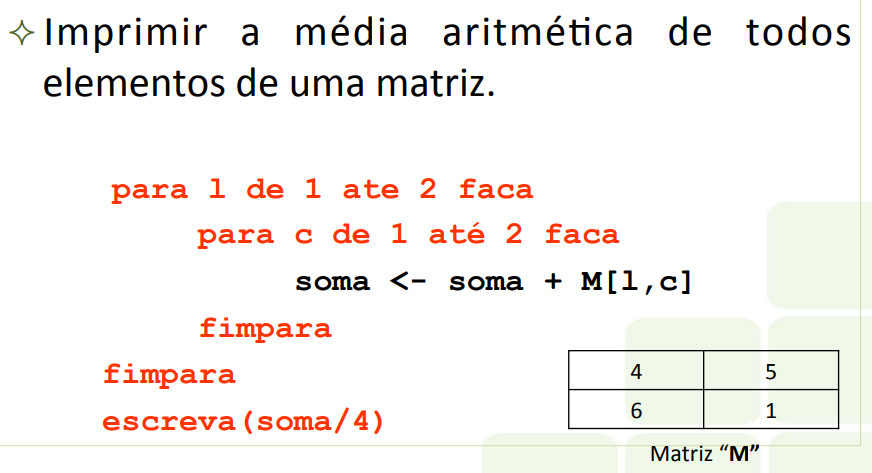 Imprimir a média aritmética de todos
elementos de uma matriz.
para l de 1 ate 2 faca
para c de 1 até 2 faca
soma <- soma + M[l,c]
fimpara
fimpara
escreva(soma/4)
4 5
6 1
Matriz “M”